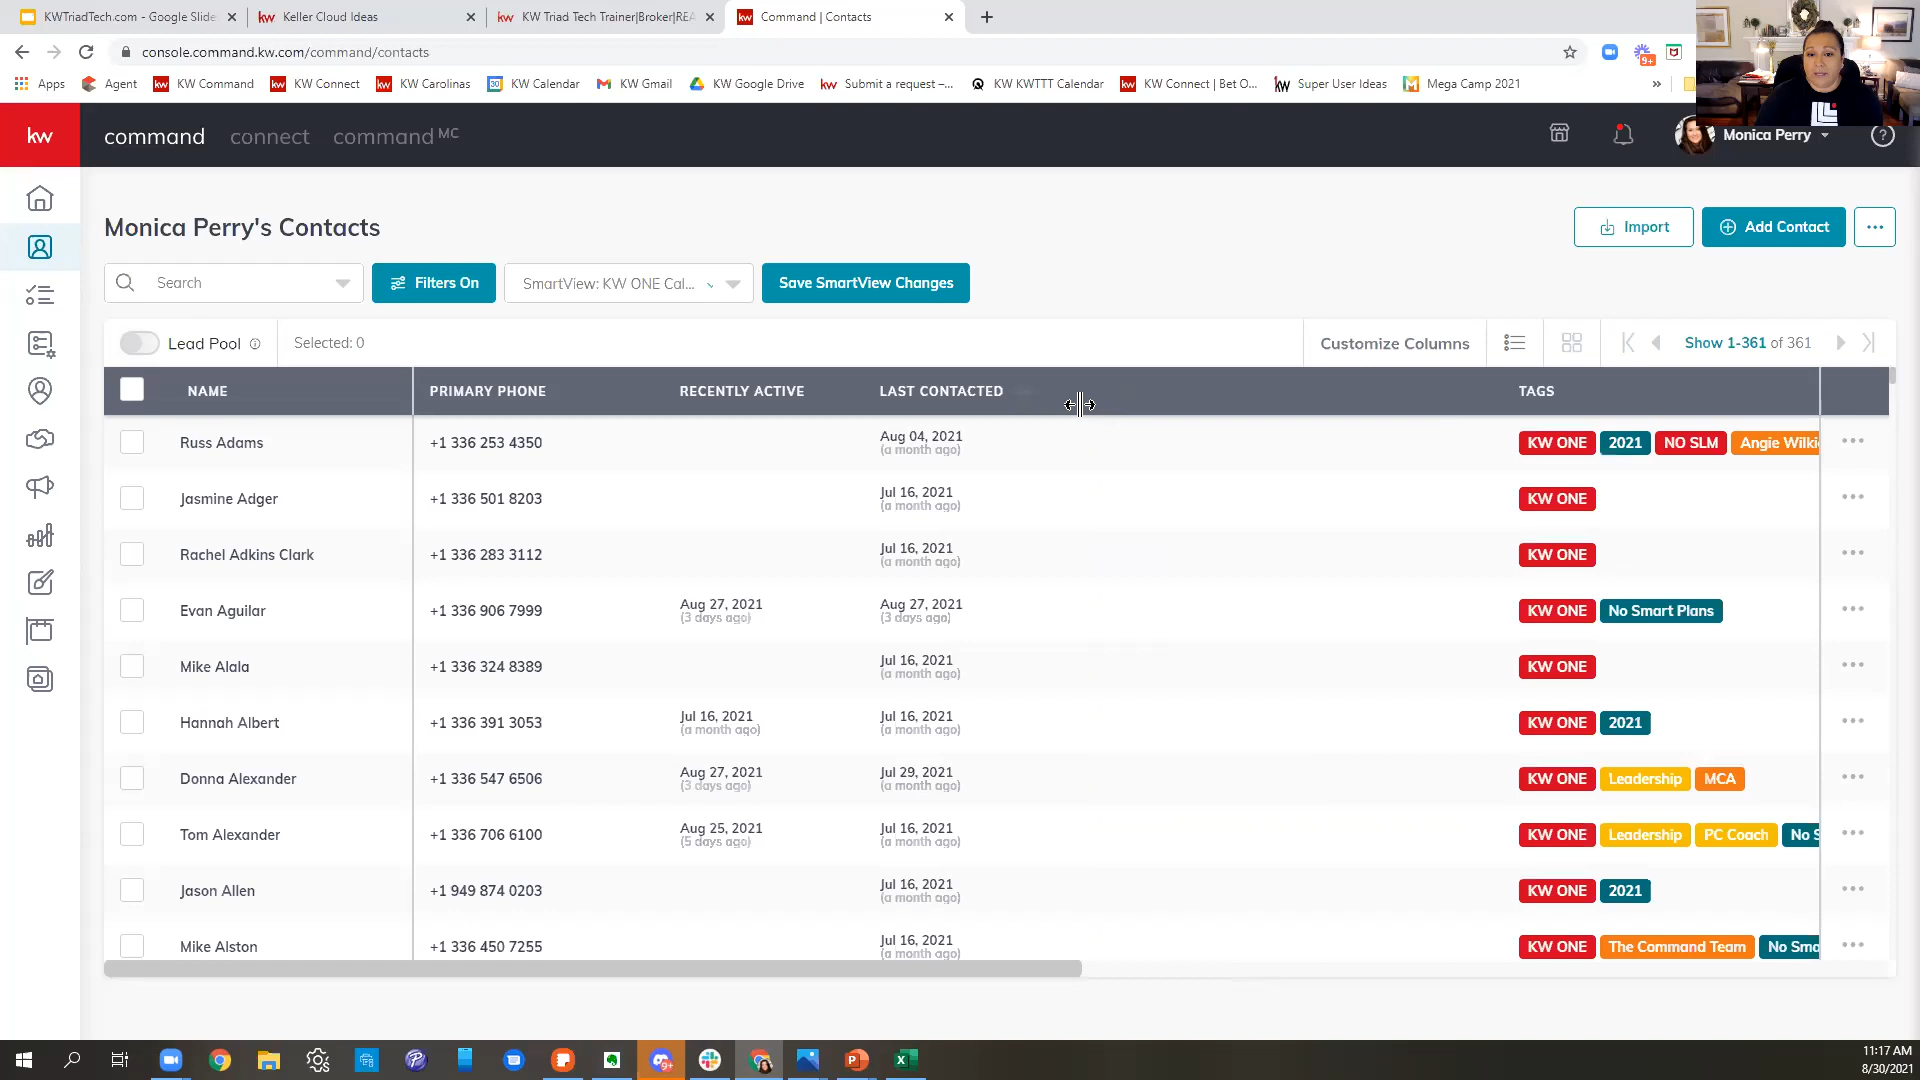 KWTriadTech.com - Google Slide
Keller Cloud Ideas
KW Triad Tech Trainer|Broker|REA
Command | Contacts
console.command.kw.com/command/contacts
Apps
Agent
KW Command
KW Connect
KW Carolinas
KW Calendar
KW Gmail
KW Google Drive
Submit a request –...
KW KWTTT Calendar
KW Connect | Bet O...
Super User Ideas
Mega Camp 2021
kw
command
connect
command MC
Monica Perry
Monica Perry's Contacts
Import
Add Contact
Search
Filters On
SmartView: KW ONE Cal...
Save SmartView Changes
Lead Pool
Selected: 0
Customize Columns
Show 1-361 of 361
NAME PRIMARY PHONE RECENTLY ACTIVE LAST CONTACTED TAGS
Russ Adams +1 336 253 4350 Aug 04, 2021 KW ONE 2021 NO SLM Angie Wilki
(a month ago)
Jasmine Adger +1 336 501 8203 Jul 16, 2021 KW ONE
(a month ago)
Rachel Adkins Clark +1 336 283 3112 Jul 16, 2021 KW ONE
(a month ago)
Evan Aguilar +1 336 906 7999 Aug 27, 2021 Aug 27, 2021 KW ONE No Smart Plans
(3 days ago) (3 days ago)
Mike Alala +1 336 324 8389 Jul 16, 2021 KW ONE
(a month ago)
Hannah Albert +1 336 391 3053 Jul 16, 2021 Jul 16, 2021 KW ONE 2021
(a month ago) (a month ago)
Donna Alexander +1 336 547 6506 Aug 27, 2021 Jul 29, 2021 KW ONE Leadership MCA
(3 days ago) (a month ago)
Tom Alexander +1 336 706 6100 Aug 25, 2021 Jul 16, 2021 KW ONE Leadership PC Coach No S
(5 days ago) (a month ago)
Jason Allen +1 949 874 0203 Jul 16, 2021 KW ONE 2021
(a month ago)
Mike Alston +1 336 450 7255 Jul 16, 2021 KW ONE The Command Team No Sma
(a month ago)
11:17 AM
8/30/2021